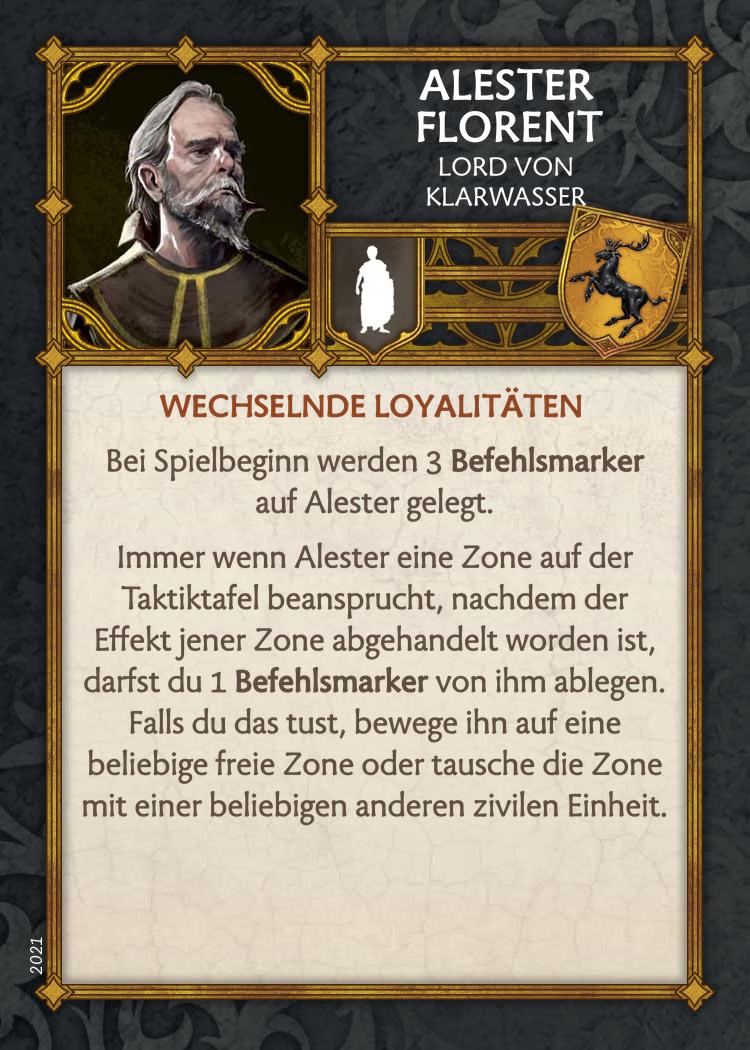 ALESTER
FLORENT
LORD VON
KLARWASSER
WECHSELNDE LOYALITÄTEN
Bei Spielbeginn werden 3 Befehlsmarker
auf Alester gelegt.
Immer wenn Alester eine Zone auf der
Taktiktafel beansprucht, nachdem der
Effekt jener Zone abgehandelt worden ist,
darfst du 1 Befehlsmarker von ihm ablegen.
Falls du das tust, bewege ihn auf eine
beliebige freie Zone oder tausche die Zone
mit einer beliebigen anderen zivilen Einheit.
2021